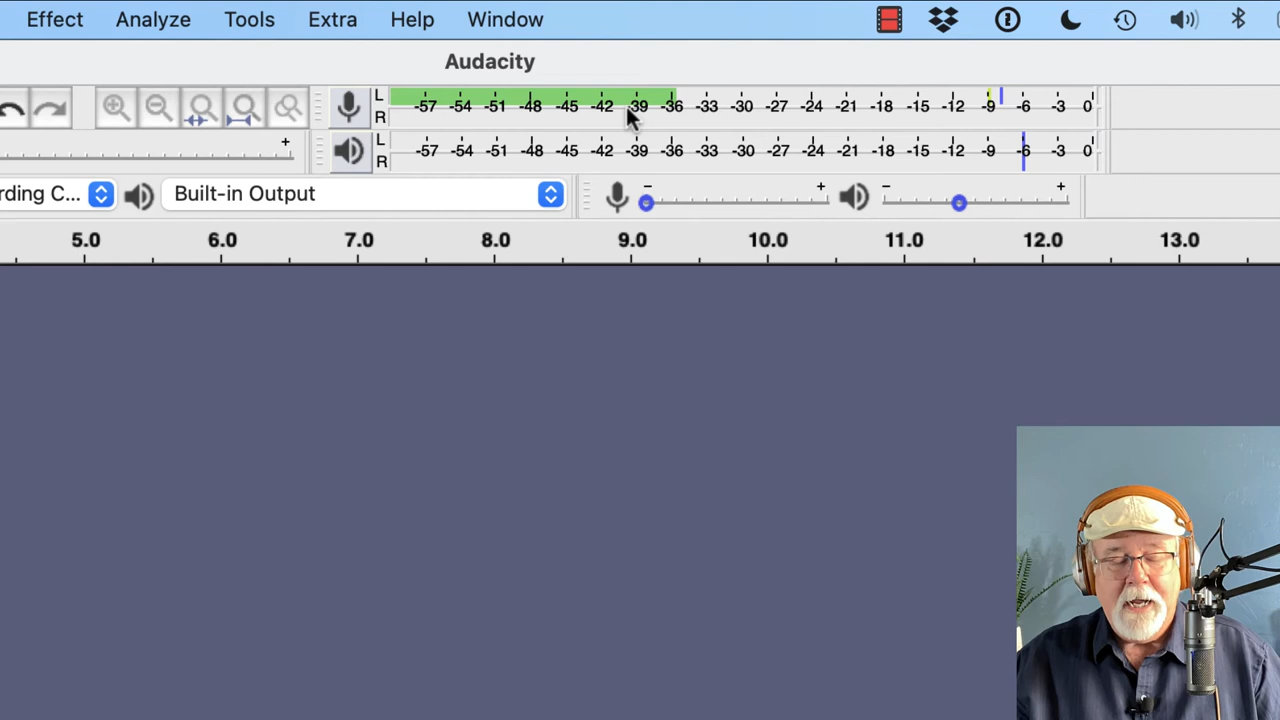 Effect Analyze Tools Extra Help Window
Audacity
L -57 -54 -51 -48 -45 -42 -39 -36 -33 -30 -27 -24 -21 -18 -15 -12 -9 -6 -3 0
R
+ L -57 -54 -51 -48 -45 -42 -39 -36 -33 -30 -27 -24 -21 -18 -15 -12 -9 -6 -3 0
R
rding C... Built-in Output - + - +
5.0 6.0 7.0 8.0 9.0 10.0 11.0 12.0 13.0